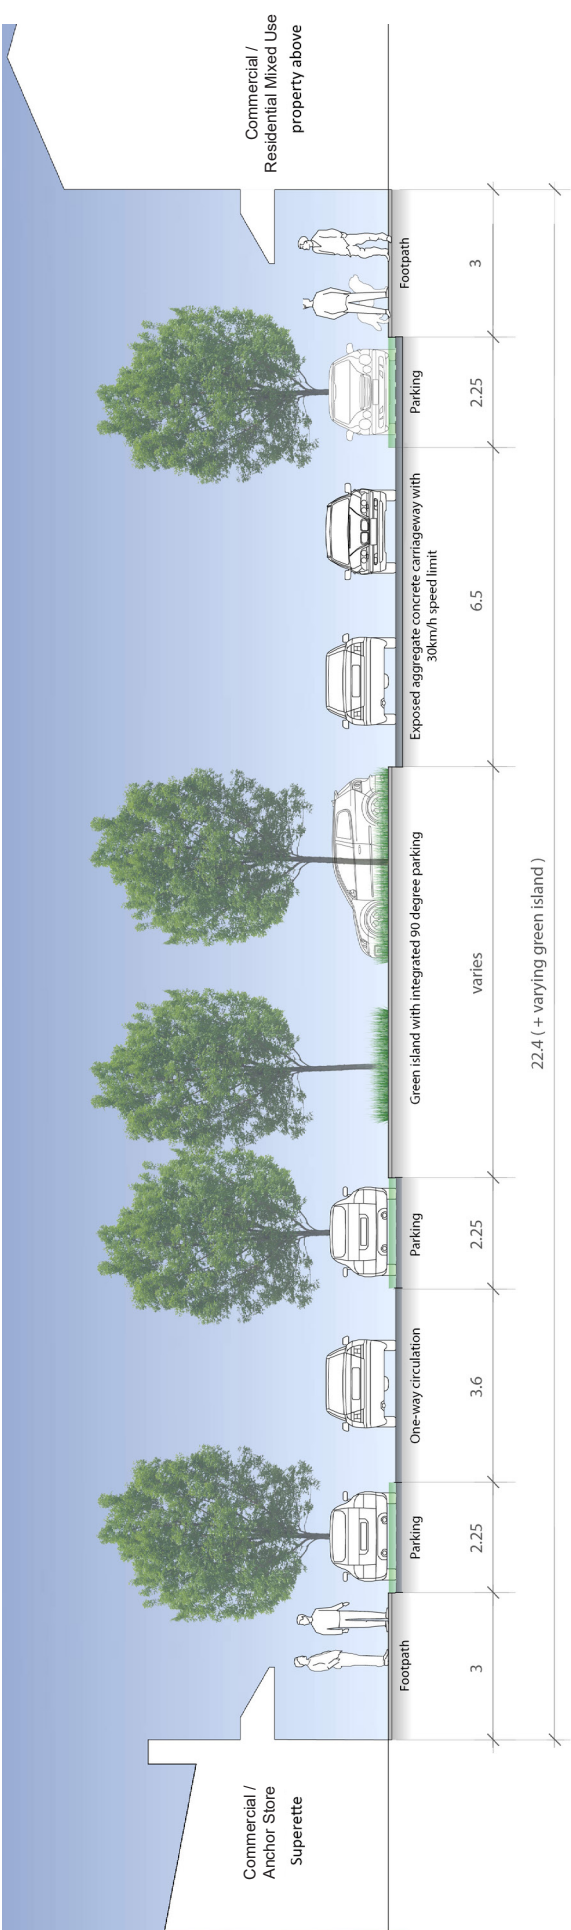 Commercial /
Anchor Store
Superette
Commercial /
Residential Mixed Use
property above
Footpath
Parking
One-way circulation
Parking
Green island with integrated 90 degree parking
Exposed aggregate concrete carriageway with
30km/h speed limit
Parking
Footpath
3
2.25
3.6
2.25
varies
6.5
2.25
3
22.4 ( + varying green island )